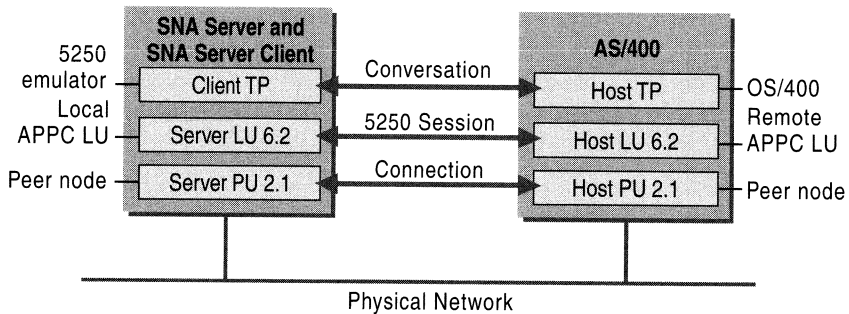 SNA Server and
SNA Server Client
AS/400
5250
emulator
Client TP
Conversation
Host TP
OS/400
Local
APPC LU
Server LU 6.2
5250 Session
Host LU 6.2
Remote
APPC LU
Peer node
Server PU 2.1
Connection
Host PU 2.1
Peer node
Physical Network